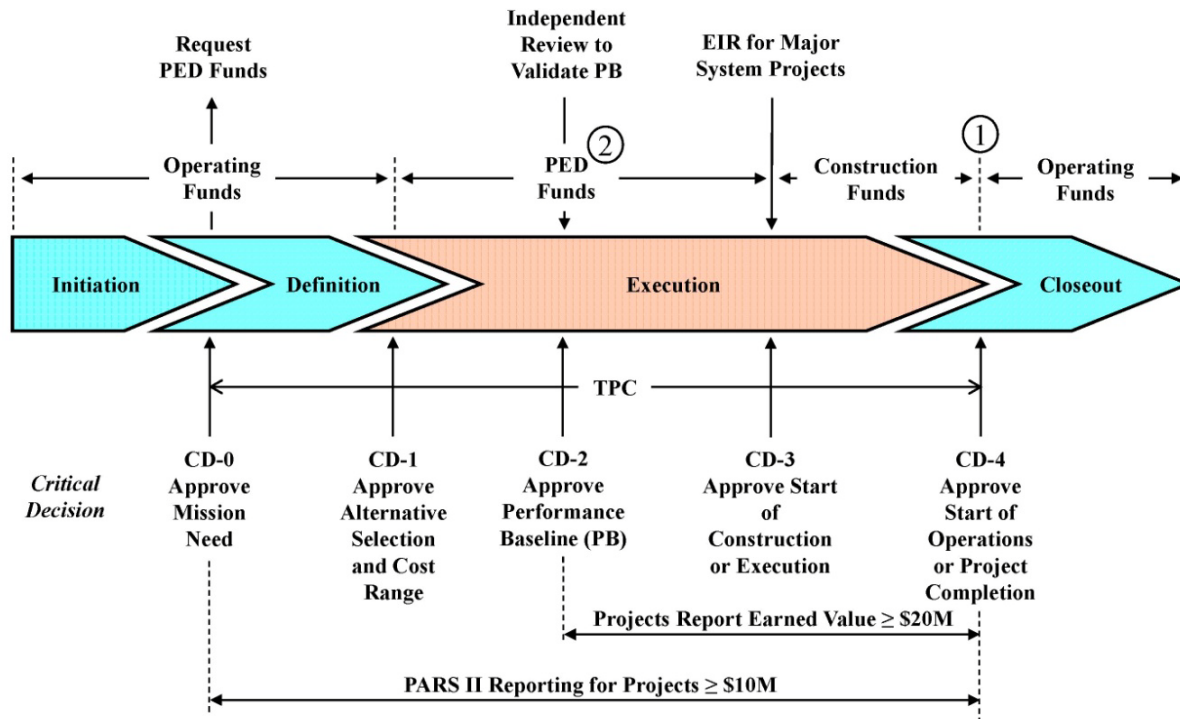 Request
PED Funds
Independent
Review to
Validate PB
EIR for Major
System Projects
Operating
Funds
PED
Funds
②
Construction
Funds
①
Operating
Funds
Initiation
Definition
Execution
Closeout
TPC
Critical
Decision
CD-0
Approve
Mission
Need
CD-1
Approve
Alternative
Selection
and Cost
Range
CD-2
Approve
Performance
Baseline (PB)
CD-3
Approve Start
of
Construction
or Execution
CD-4
Approve
Start of
Operations
or Project
Completion
Projects Report Earned Value ≥ $20M
PARS II Reporting for Projects ≥ $10M